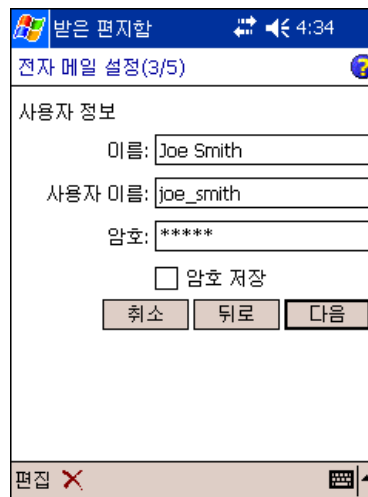 받은 편지함 4:34
전자 메일 설정(3/5)
사용자 정보
이름: Joe Smith
사용자 이름: joe_smith
암호: *****
암호 저장
취소 뒤로 다음
편집